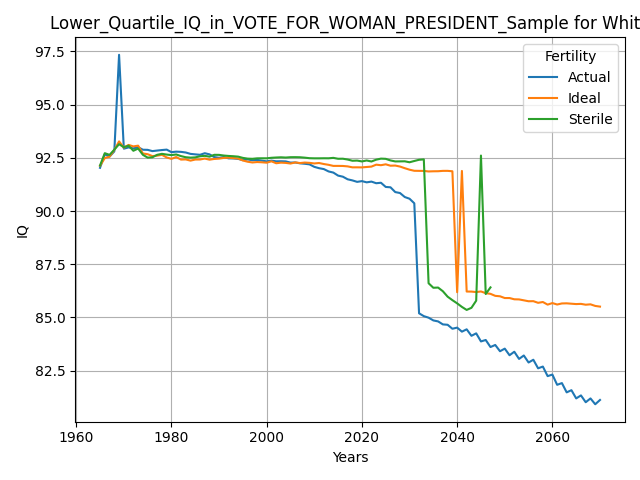 Lower_Quartile_IQ_in_VOTE_FOR_WOMAN_PRESIDENT_Sample for Whit
97.5
95.0
92.5
90.0
87.5
85.0
82.5
IQ
1960
1980
2000
2020
2040
2060
Years
Fertility
Actual
Ideal
Sterile